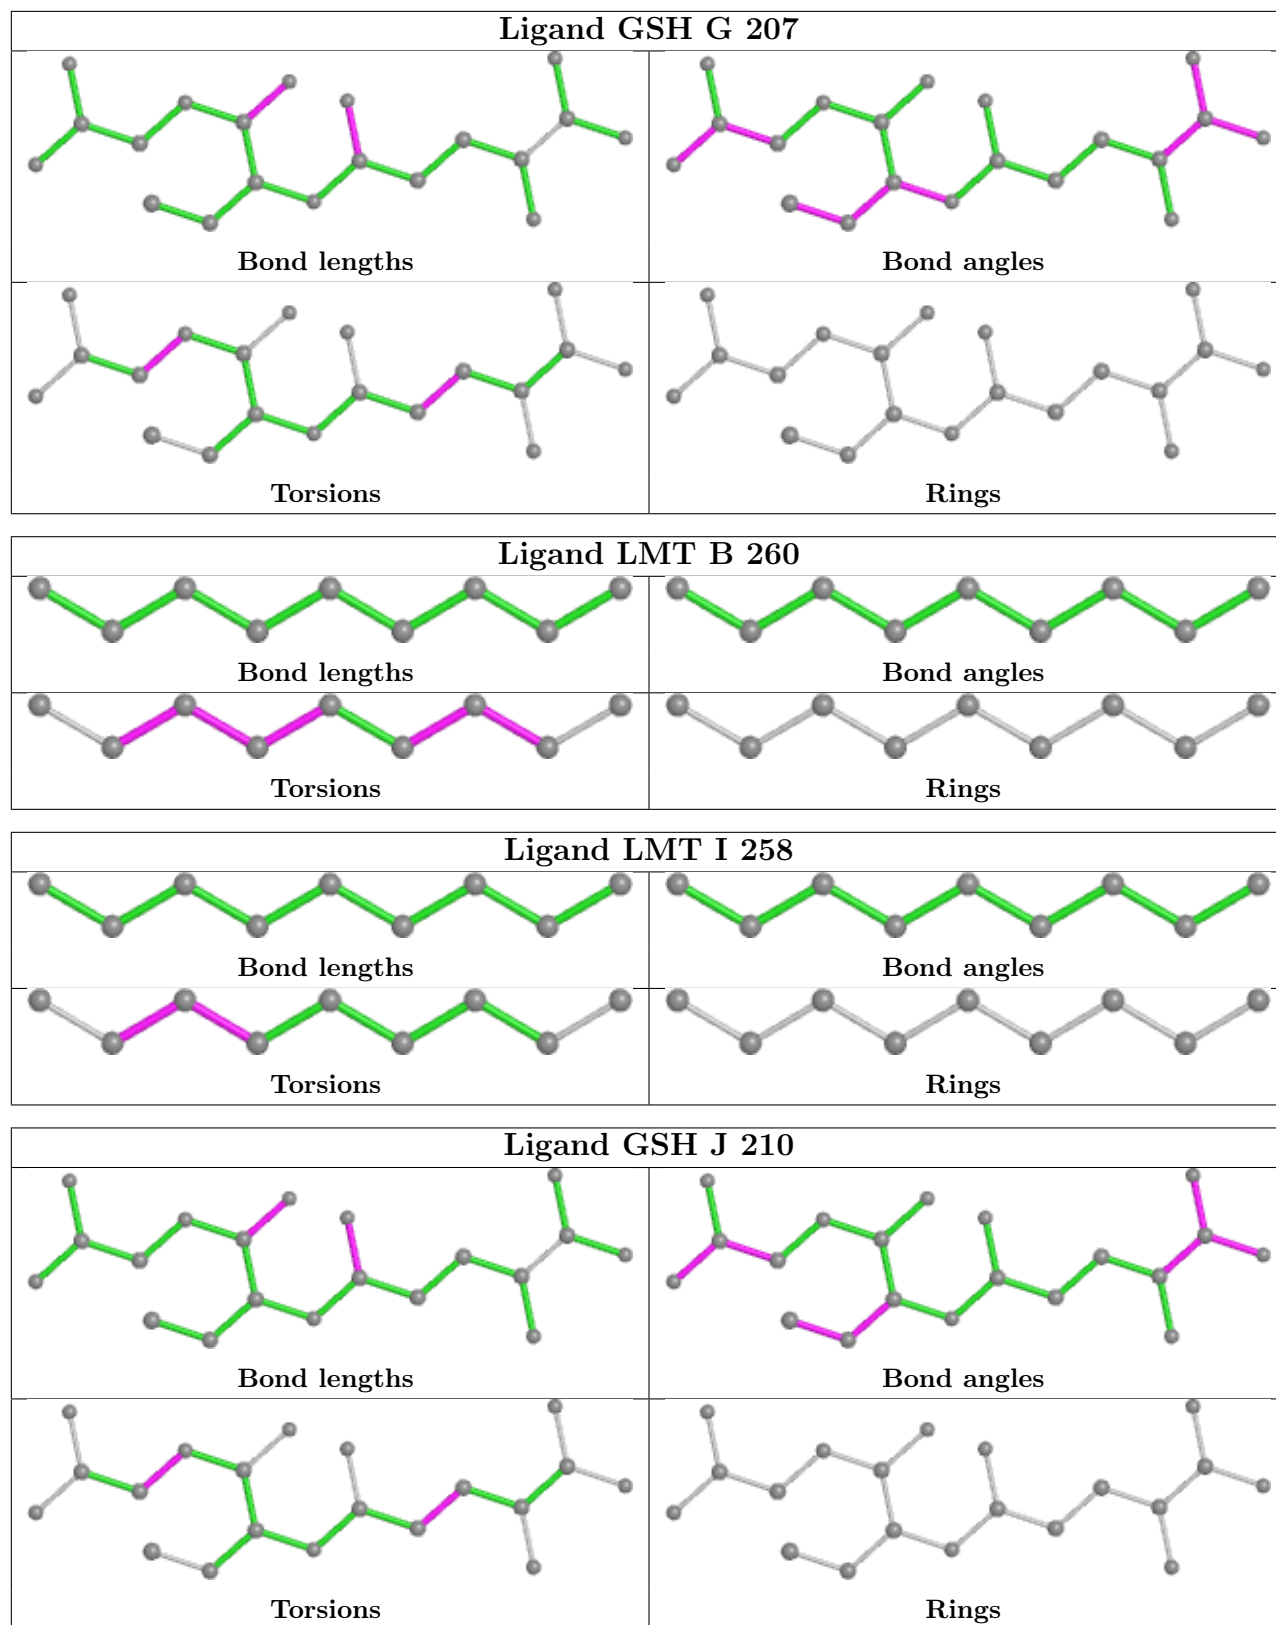 Ligand GSH G 207
Bond lengths
Bond angles
Torsions
Rings
Ligand LMT B 260
Bond lengths
Bond angles
Torsions
Rings
Ligand LMT I 258
Bond lengths
Bond angles
Torsions
Rings
Ligand GSH J 210
Bond lengths
Bond angles
Torsions
Rings